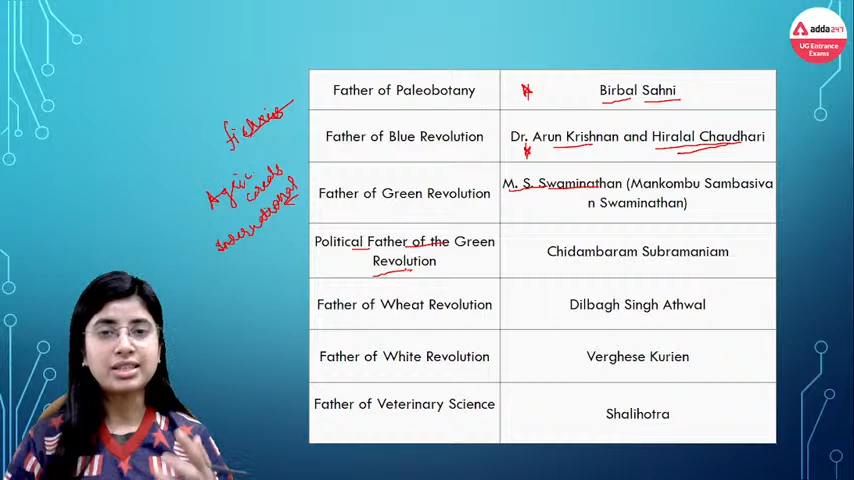 adda247
UG Entrance
Exams
Father of Paleobotany
Birbal Sahni
Father of Blue Revolution
Dr. Arun Krishnan and Hiralal Chaudhari
Father of Green Revolution
M. S. Swaminathan (Mankombu Sambasiva
n Swaminathan)
Political Father of the Green
Revolution
Chidambaram Subramaniam
Father of Wheat Revolution
Dilbagh Singh Athwal
Father of White Revolution
Verghese Kurien
Father of Veterinary Science
Shalihotra
Agric
International